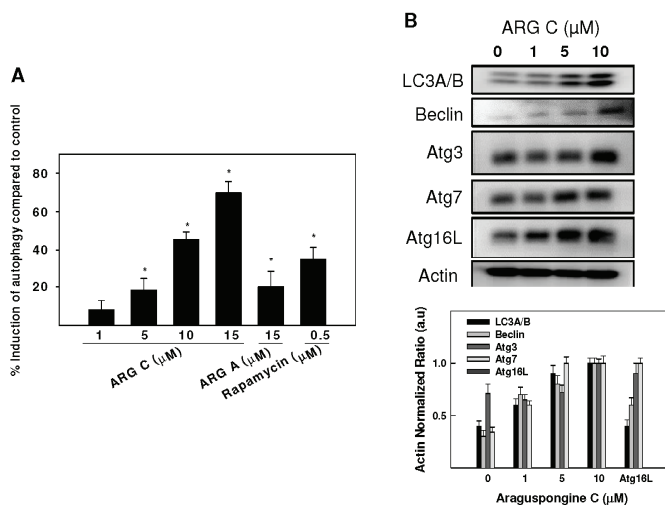 A
% Induction of autophagy compared to control
80
60
40
20
*
*
*
*
*
1 5 10 15 15 0.5
ARG C (µM)
ARG A (µM)
Rapamycin (µM)
B
ARG C (µM)
0 1 5 10
LC3A/B
Beclin
Atg3
Atg7
Atg16L
Actin
LC3A/B
Beclin
Atg3
Atg7
Atg16L
Actin Normalized Ratio (a.u)
1.0
0.5
0 1 5 10 Atg16L
Araguspongine C (µM)